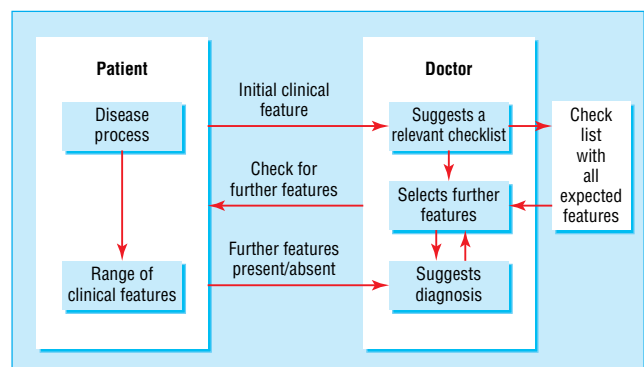 Patient
Disease
process
Range of
clinical features
Initial clinical
feature
Check for
further features
Further features
present/absent
Doctor
Suggests a
relevant checklist
Selects further
features
Suggests
diagnosis
Check
list
with
all
expected
features